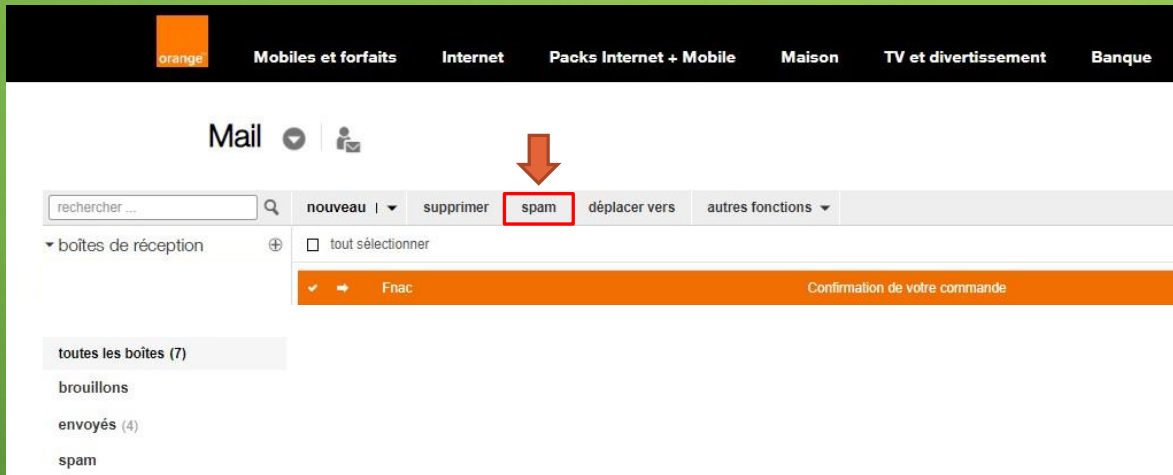 orange™ Mobiles et forfaits Internet Packs Internet + Mobile Maison TV et divertissement Banque
Mail
rechercher ... nouveau supprimer spam déplacer vers autres fonctions
boîtes de réception tout sélectionner
Fnac Confirmation de votre commande
toutes les boîtes (7)
brouillons
envoyés (4)
spam